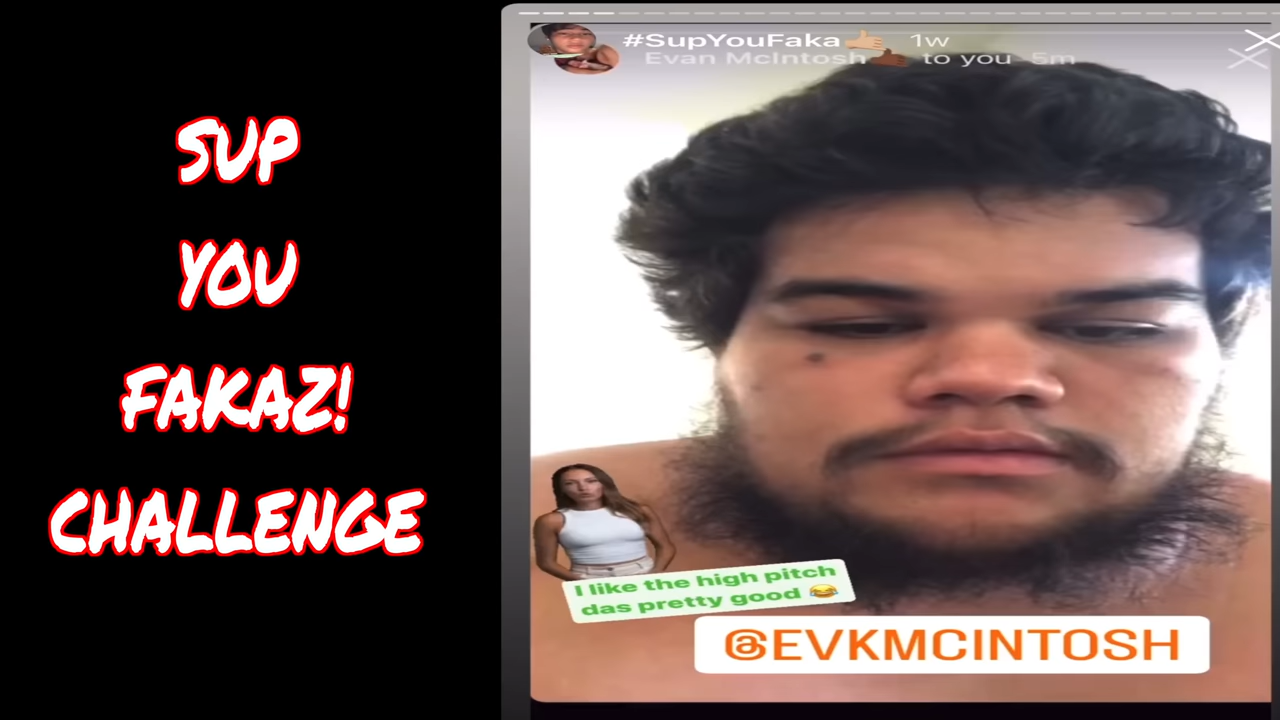 SUP
YOU
FAKAZ!
CHALLENGE
#SupYouFaka🤙🏼 1w
Evan McIntosh🤙🏾 to you 5m
I like the high pitch
das pretty good 😂
@EVKMCINTOSH